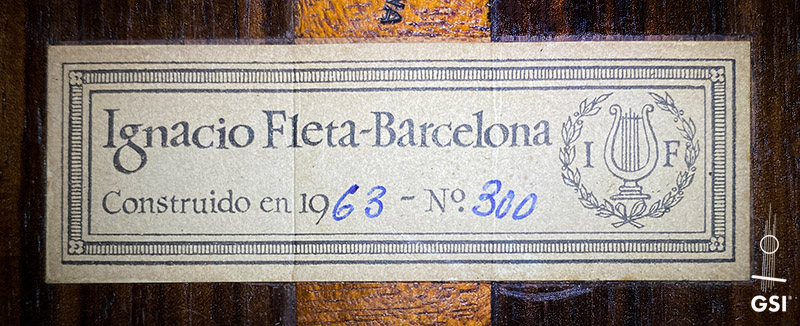 Ignacio Fleta-Barcelona
Construido en 1963 - Nº. 300
I F
GSI